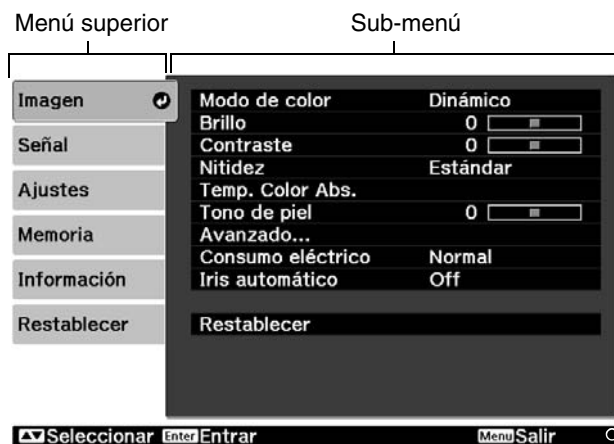 Menú superior
Sub-menú
Imagen
Señal
Ajustes
Memoria
Información
Restablecer
Modo de color Dinámico
Brillo 0
Contraste 0
Nitidez Estándar
Temp. Color Abs.
Tono de piel 0
Avanzado...
Consumo eléctrico Normal
Iris automático Off
Restablecer
Seleccionar Enter Entrar Menu Salir